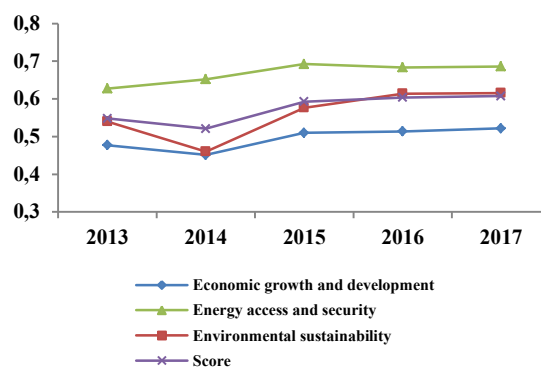 0,8
0,7
0,6
0,5
0,4
0,3
2013 2014 2015 2016 2017
Economic growth and development
Energy access and security
Environmental sustainability
Score